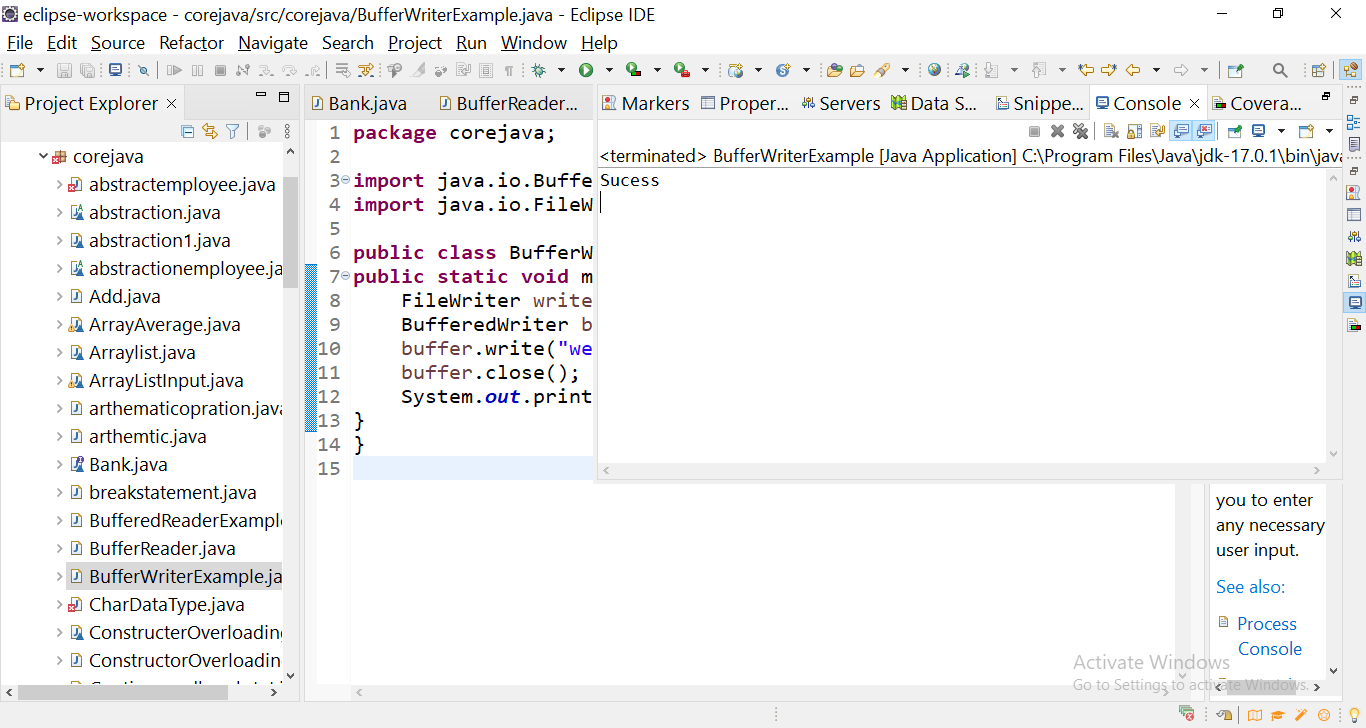 eclipse-workspace - corejava/src/corejava/BufferWriterExample.java - Eclipse IDE
File Edit Source Refactor Navigate Search Project Run Window Help
Project Explorer
corejava
abstractemployee.java
abstraction.java
abstraction1.java
abstractionemployee.ja
Add.java
ArrayAverage.java
Arraylist.java
ArrayListInput.java
arthematicopration.java
arthemtic.java
Bank.java
breakstatement.java
BufferedReaderExampl
BufferReader.java
BufferWriterExample.ja
CharDataType.java
ConstructerOverloadin
ConstructorOverloadin
Bank.java BufferReader...
1 package corejava;
2
3 import java.io.Buffe
4 import java.io.FileW
5
6 public class BufferW
7 public static void m
8 FileWriter write
9 BufferedWriter b
10 buffer.write("we
11 buffer.close();
12 System.out.print
13 }
14 }
15
Markers Proper... Servers Data S... Snippe... Console Covera...
<terminated> BufferWriterExample [Java Application] C:\Program Files\Java\jdk-17.0.1\bin\java
Sucess
you to enter
any necessary
user input.
See also:
Process
Console
Activate Windows
Go to Settings to activate Windows.